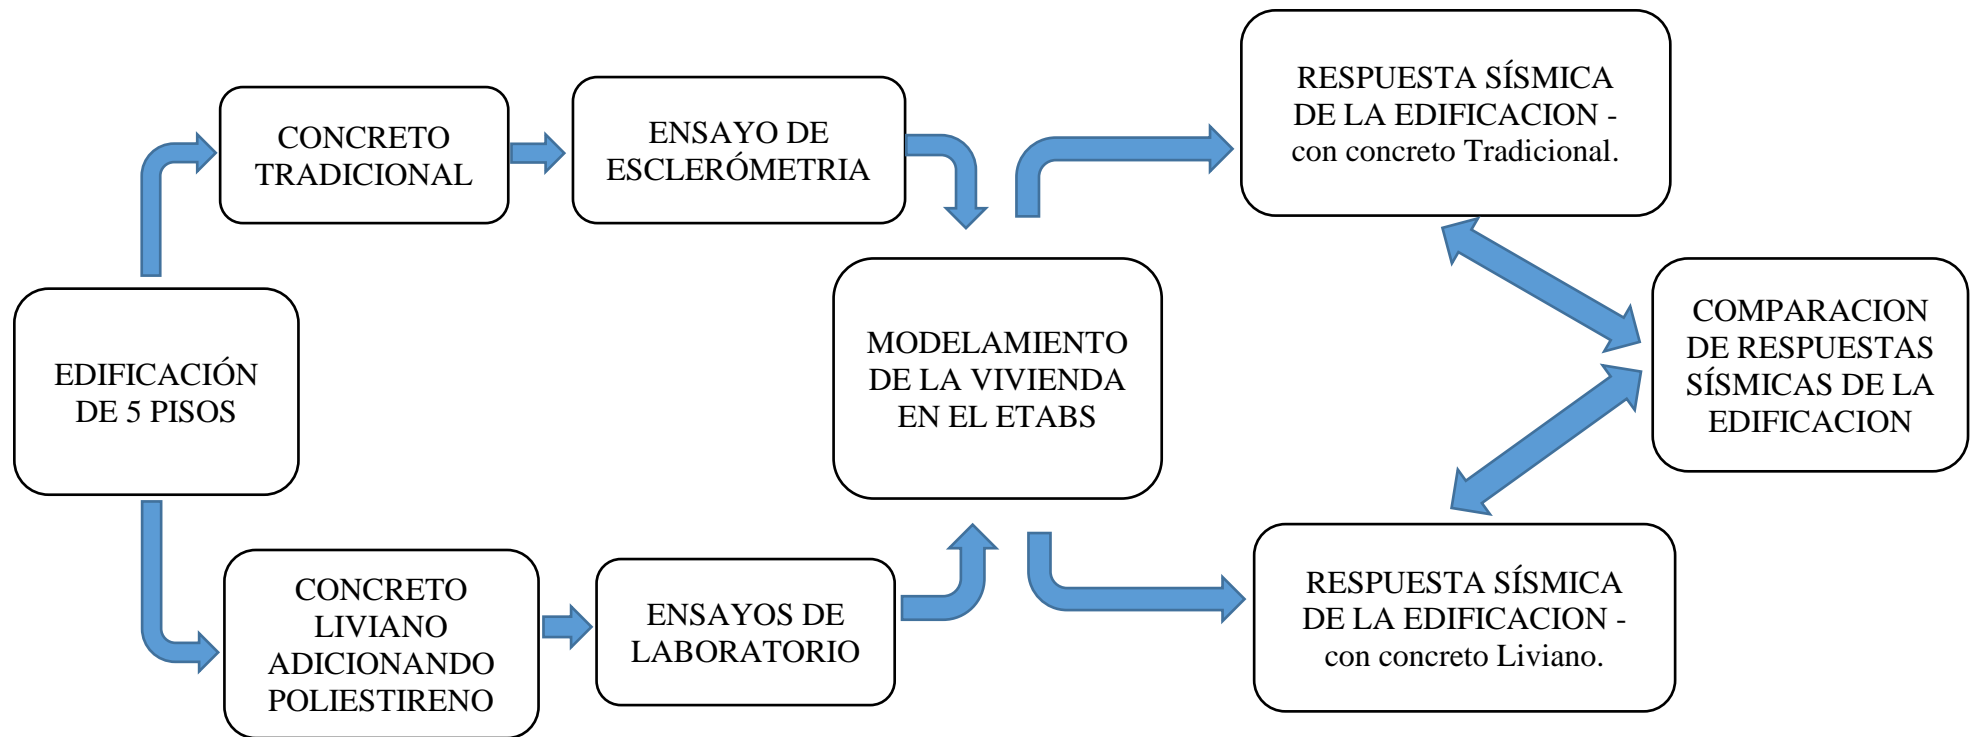 EDIFICACIÓN
DE 5 PISOS
CONCRETO
TRADICIONAL
ENSAYO DE
ESCLERÓMETRIA
CONCRETO
LIVIANO
ADICIONANDO
POLIESTIRENO
ENSAYOS DE
LABORATORIO
MODELAMIENTO
DE LA VIVIENDA
EN EL ETABS
RESPUESTA SÍSMICA
DE LA EDIFICACION -
con concreto Tradicional.
RESPUESTA SÍSMICA
DE LA EDIFICACION -
con concreto Liviano.
COMPARACION
DE RESPUESTAS
SÍSMICAS DE LA
EDIFICACION